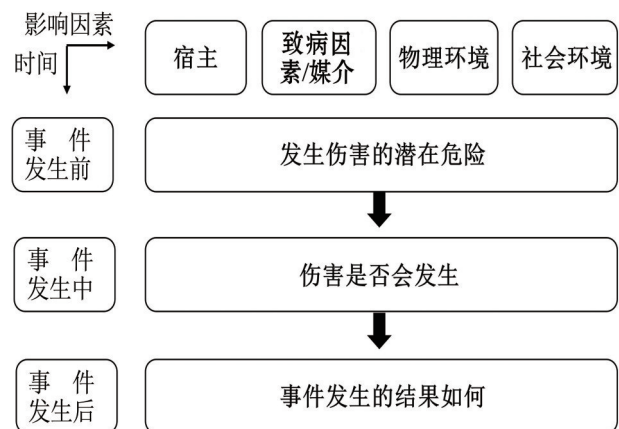 影响因素
时间
宿主
致病因
素/媒介
物理环境
社会环境
事 件
发生前
发生伤害的潜在危险
事 件
发生中
伤害是否会发生
事 件
发生后
事件发生的结果如何